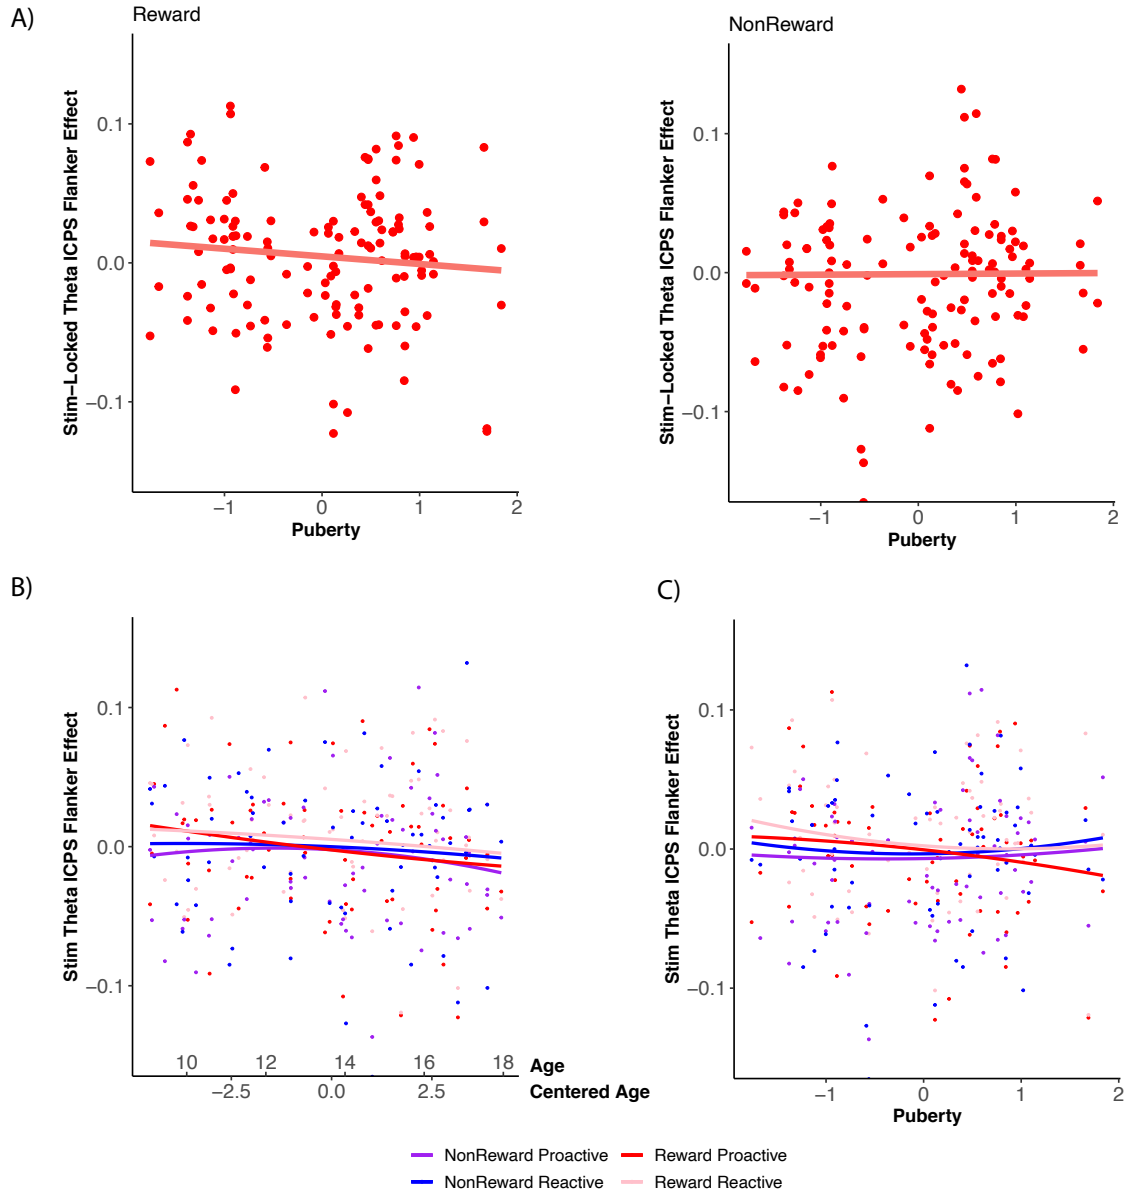 A)
Reward
NonReward
Stim−Locked Theta ICPS Flanker Effect
0.1
0.0
−0.1
−1
0
1
2
Puberty
Stim−Locked Theta ICPS Flanker Effect
0.1
0.0
−0.1
−1
0
1
2
Puberty
B)
Stim Theta ICPS Flanker Effect
0.1
0.0
−0.1
10 12 14 16 18 Age
−2.5 0.0 2.5 Centered Age
C)
Stim Theta ICPS Flanker Effect
0.1
0.0
−0.1
−1
0
1
2
Puberty
NonReward Proactive
Reward Proactive
NonReward Reactive
Reward Reactive